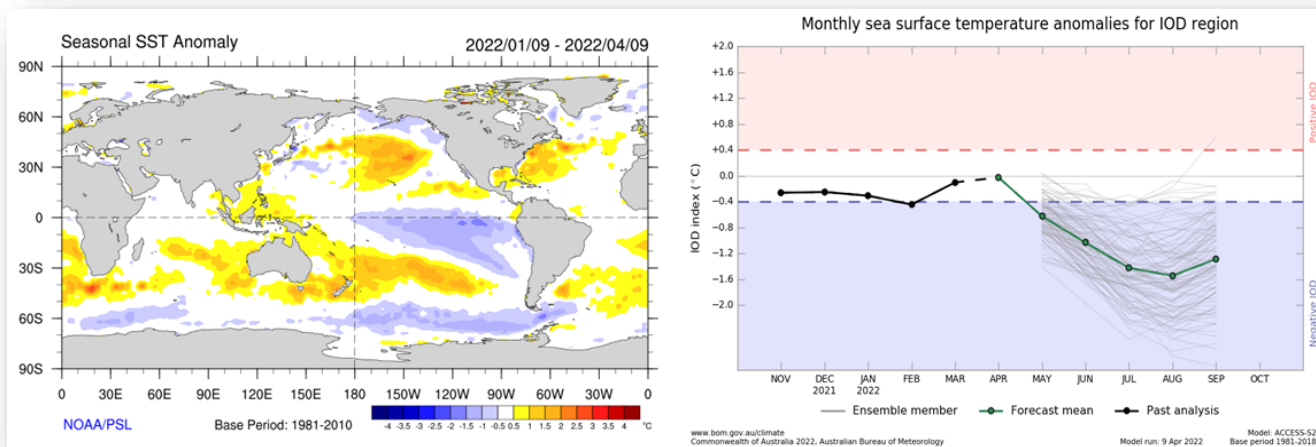 Seasonal SST Anomaly 2022/01/09 - 2022/04/09
90N
60N
30N
0
30S
60S
90S
0 30E 60E 90E 120E 150E 180 150W 120W 90W 60W 30W 0
NOAA/PSL Base Period: 1981-2010
-4 -3.5 -3 -2.5 -2 -1.5 -1 -0.5 0.5 1 1.5 2 2.5 3 3.5 4 °C
Monthly sea surface temperature anomalies for IOD region
IOD index (°C)
+2.0
+1.6
+1.2
+0.8
+0.4
0.0
−0.4
−0.8
−1.2
−1.6
−2.0
Positive IOD
Negative IOD
NOV DEC JAN FEB MAR APR MAY JUN JUL AUG SEP OCT
2021 2022
Ensemble member Forecast mean Past analysis
www.bom.gov.au/climate Model: ACCESS-S2
Commonwealth of Australia 2022, Australian Bureau of Meteorology Model run: 9 Apr 2022 Base period 1981-2018